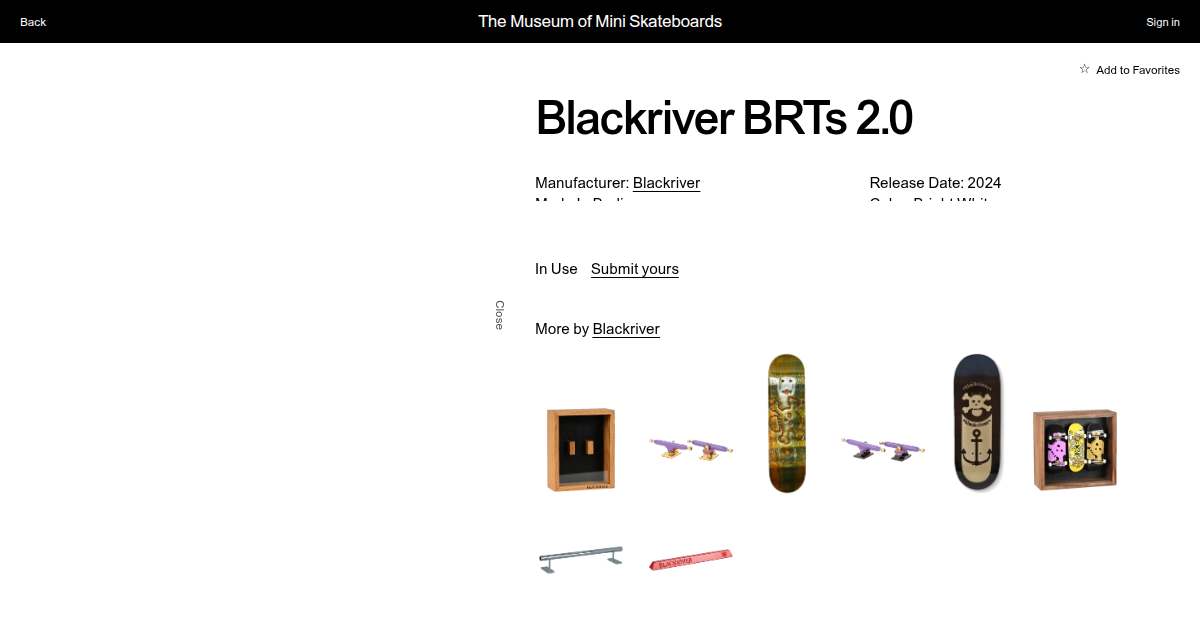 Back
The Museum of Mini Skateboards
Sign in
☆ Add to Favorites
Blackriver BRTs 2.0
Manufacturer: Blackriver
Release Date: 2024
In Use Submit yours
Close
More by Blackriver
BLACKRIVER